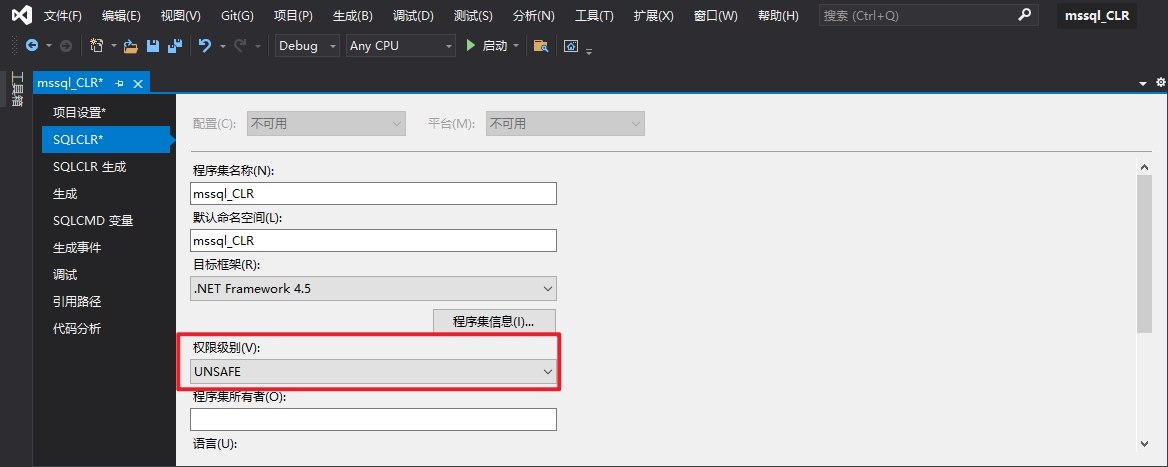 文件(F) 编辑(E) 视图(V) Git(G) 项目(P) 生成(B) 调试(D) 测试(S) 分析(N) 工具(T) 扩展(X) 窗口(W) 帮助(H) 搜索 (Ctrl+Q) mssql_CLR
Debug Any CPU 启动
工具箱
mssql_CLR*
项目设置*
SQLCLR*
SQLCLR 生成
生成
SQLCMD 变量
生成事件
调试
引用路径
代码分析
配置(C): 不可用 平台(M): 不可用
程序集名称(N):
mssql_CLR
默认命名空间(L):
mssql_CLR
目标框架(R):
.NET Framework 4.5
程序集信息(I)...
权限级别(V):
UNSAFE
程序集所有者(O):
语言(U):